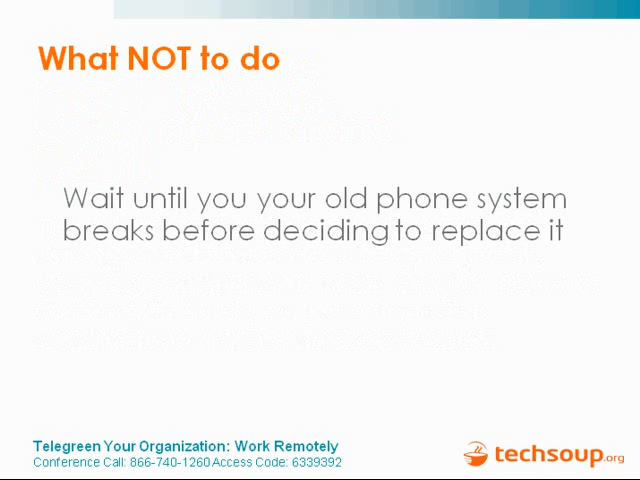 What NOT to do
Wait until you your old phone system
breaks before deciding to replace it
Telegreen Your Organization: Work Remotely
Conference Call: 866-740-1260 Access Code: 6339392
techsoup.org